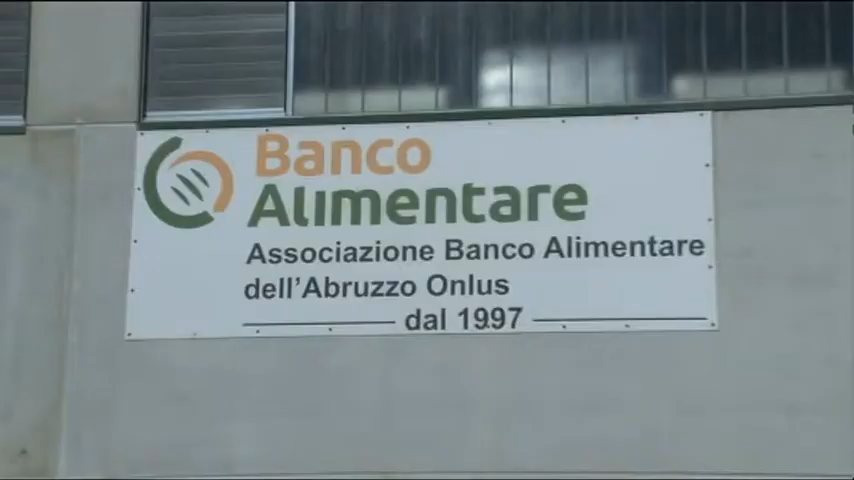 Banco
Alimentare
Associazione Banco Alimentare
dell'Abruzzo Onlus
dal 1997